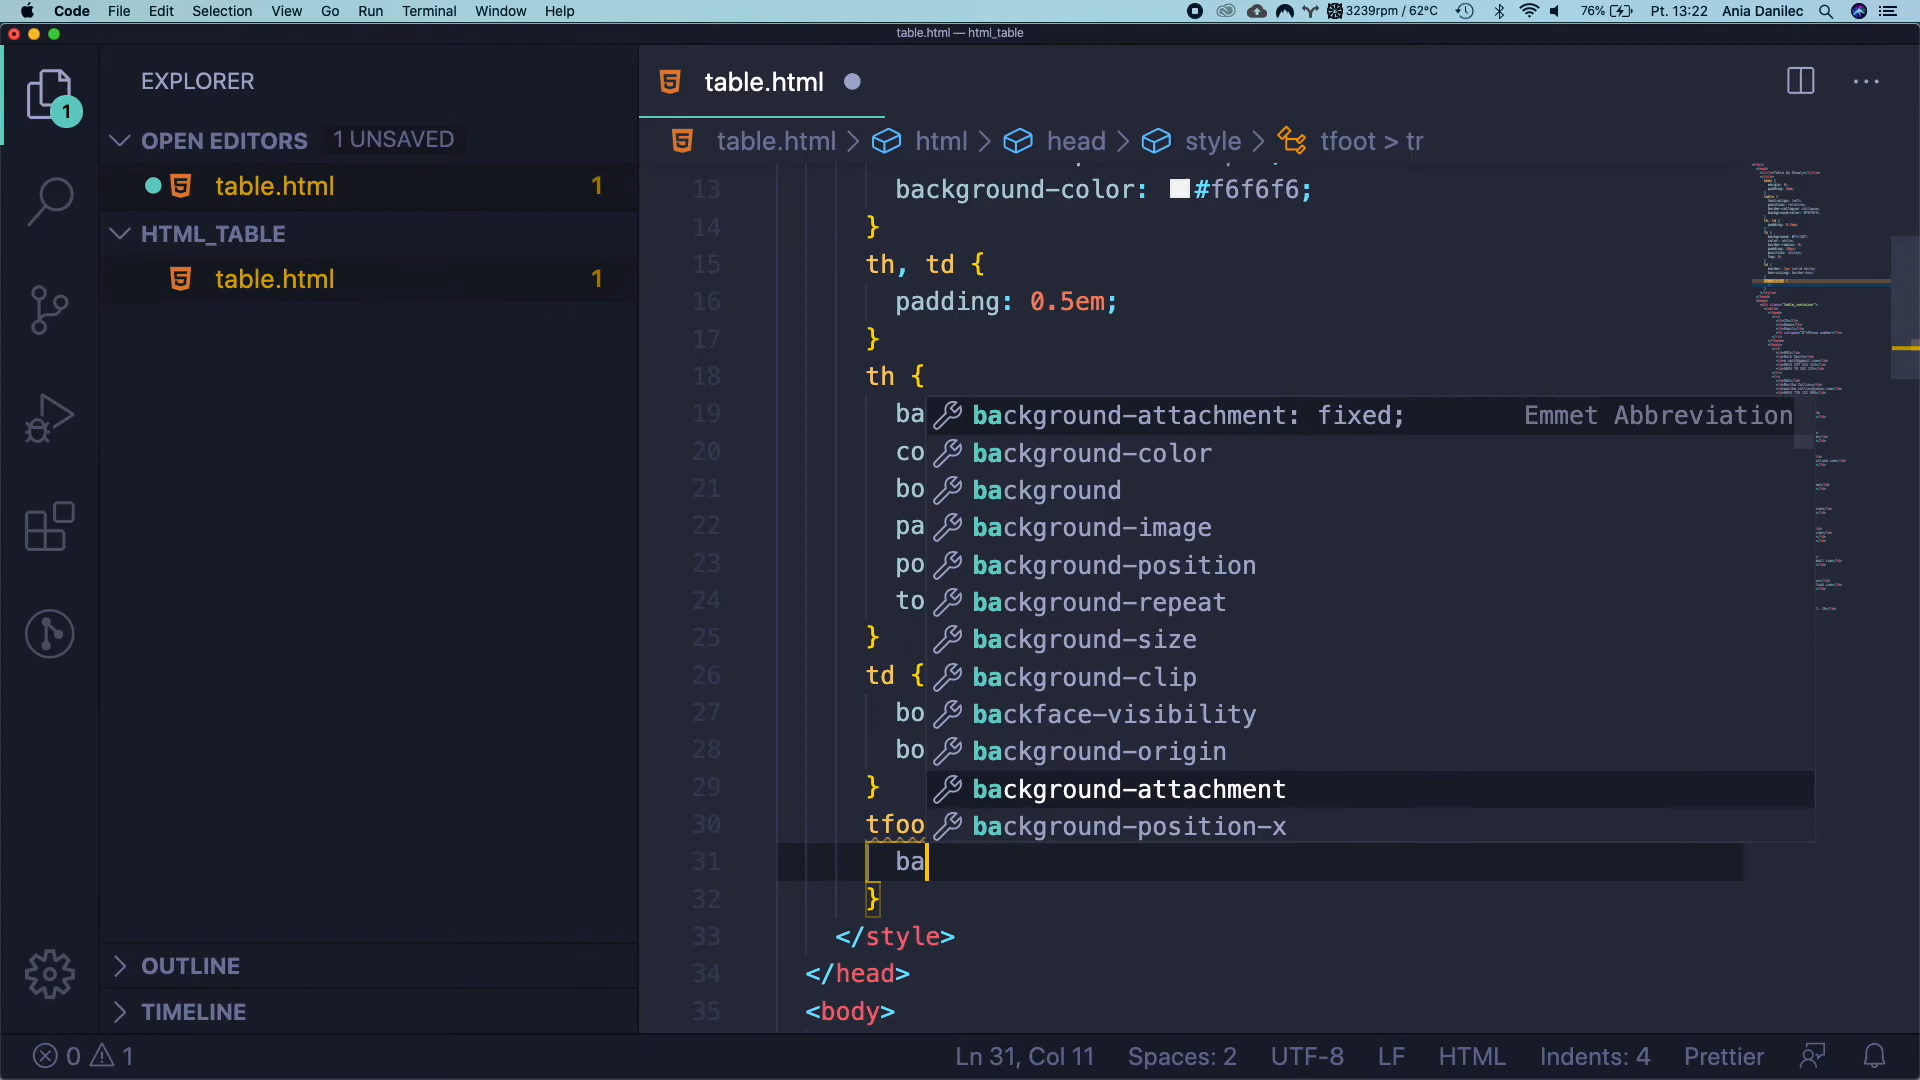 Code File Edit Selection View Go Run Terminal Window Help 3239rpm / 62°C 76% Pt. 13:22 Ania Danilec
table.html — html_table
EXPLORER
OPEN EDITORS 1 UNSAVED
table.html 1
HTML_TABLE
table.html 1
OUTLINE
TIMELINE
1
table.html
table.html > html > head > style > tfoot > tr
13 background-color: #f6f6f6;
14 }
15 th, td {
16 padding: 0.5em;
17 }
18 th {
19 ba
20 co
21 bo
22 pa
23 po
24 to
25 }
26 td {
27 bo
28 bo
29 }
30 tfoo
31 ba
32 }
33 </style>
34 </head>
35 <body>
background-attachment: fixed; Emmet Abbreviation
background-color
background
background-image
background-position
background-repeat
background-size
background-clip
backface-visibility
background-origin
background-attachment
background-position-x
0 1 Ln 31, Col 11 Spaces: 2 UTF-8 LF HTML Indents: 4 Prettier